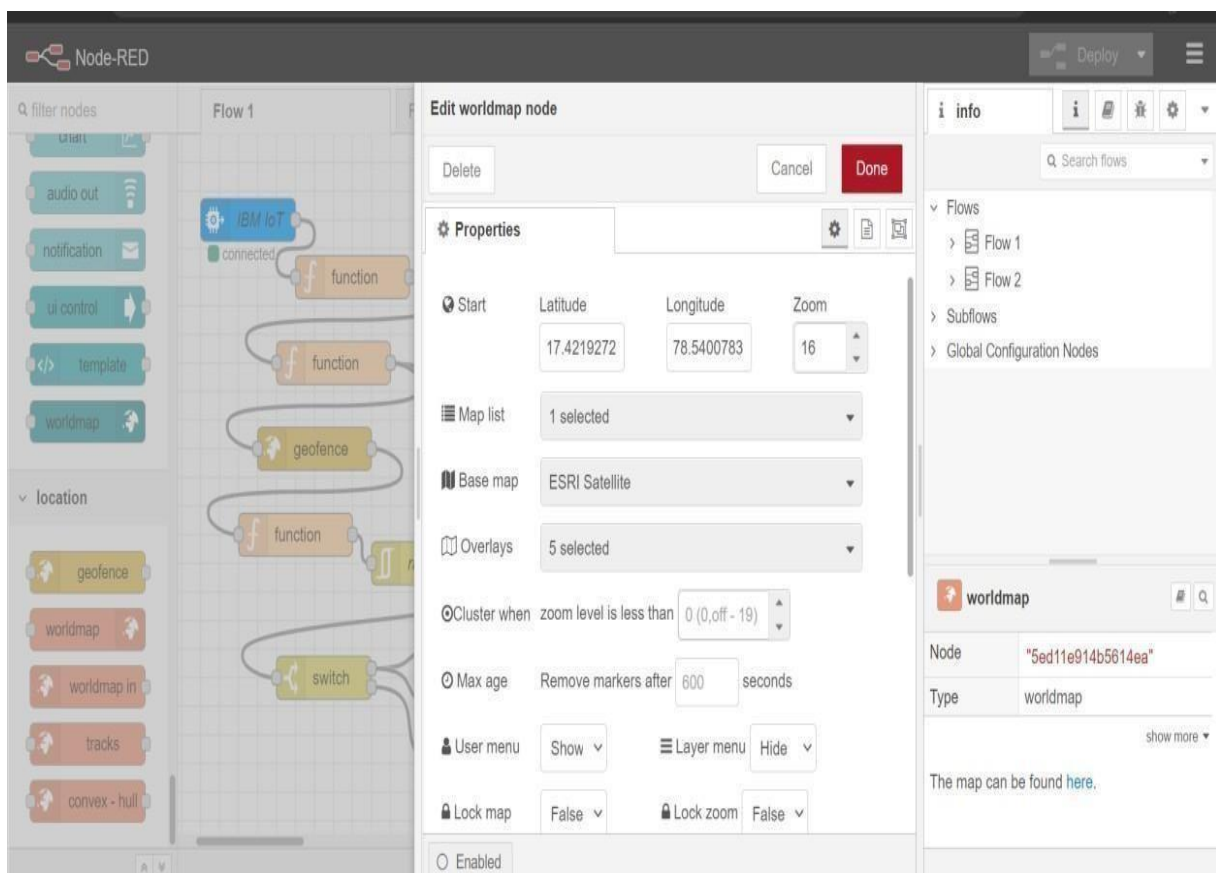 Node-RED
Deploy
filter nodes
chart
audio out
notification
ui control
template
worldmap
location
geofence
worldmap
worldmap in
tracks
convex - hull
Flow 1
IBM IoT
connected
function
function
geofence
function
switch
Edit worldmap node
Delete
Cancel
Done
Properties
Start
Latitude
Longitude
Zoom
17.4219272
78.5400783
16
Map list
1 selected
Base map
ESRI Satellite
Overlays
5 selected
Cluster when zoom level is less than 0 (0,off - 19)
Max age Remove markers after 600 seconds
User menu Show Layer menu Hide
Lock map False Lock zoom False
Enabled
i info
i
Search flows
Flows
Flow 1
Flow 2
Subflows
Global Configuration Nodes
worldmap
Node "5ed11e914b5614ea"
Type worldmap
show more
The map can be found here.